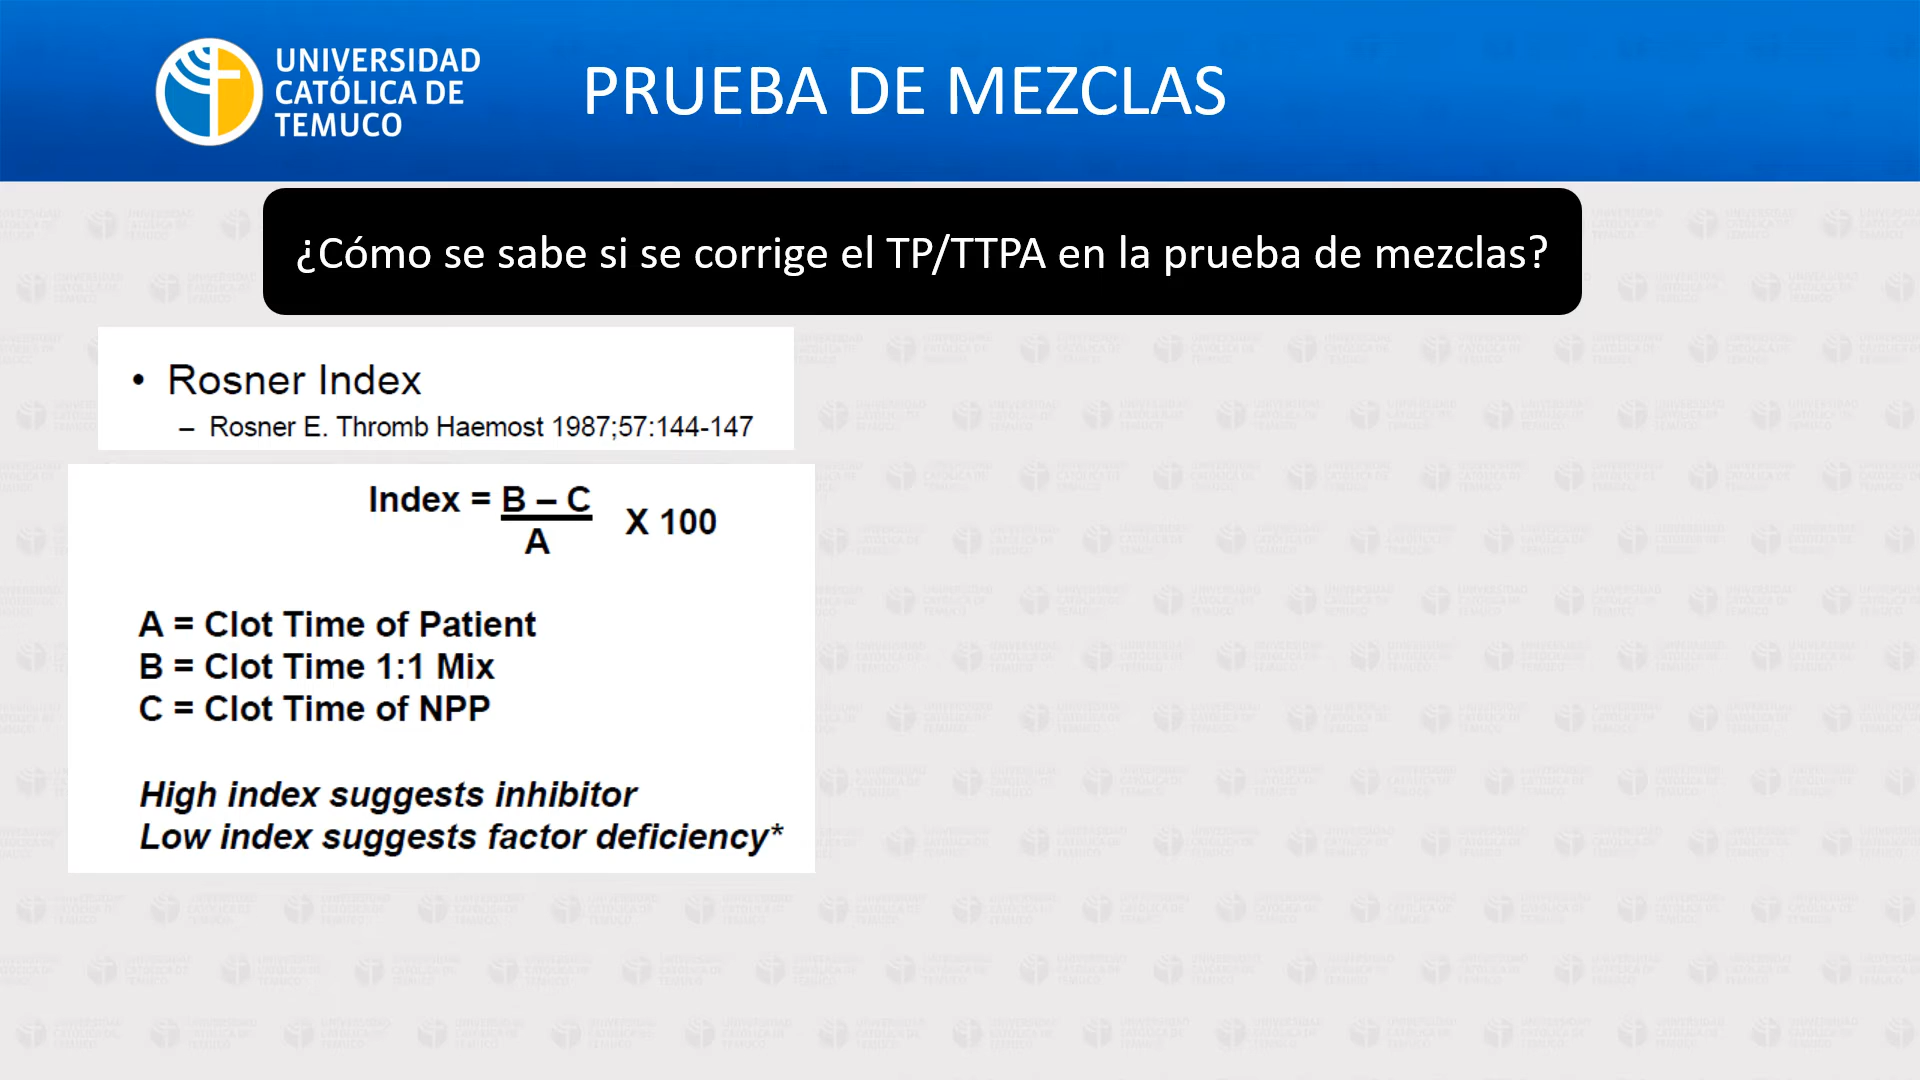 UNIVERSIDAD
CATÓLICA DE
TEMUCO
PRUEBA DE MEZCLAS
¿Cómo se sabe si se corrige el TP/TTPA en la prueba de mezclas?
• Rosner Index
– Rosner E. Thromb Haemost 1987;57:144-147
Index = B – C
X 100
A
A = Clot Time of Patient
B = Clot Time 1:1 Mix
C = Clot Time of NPP
High index suggests inhibitor
Low index suggests factor deficiency*